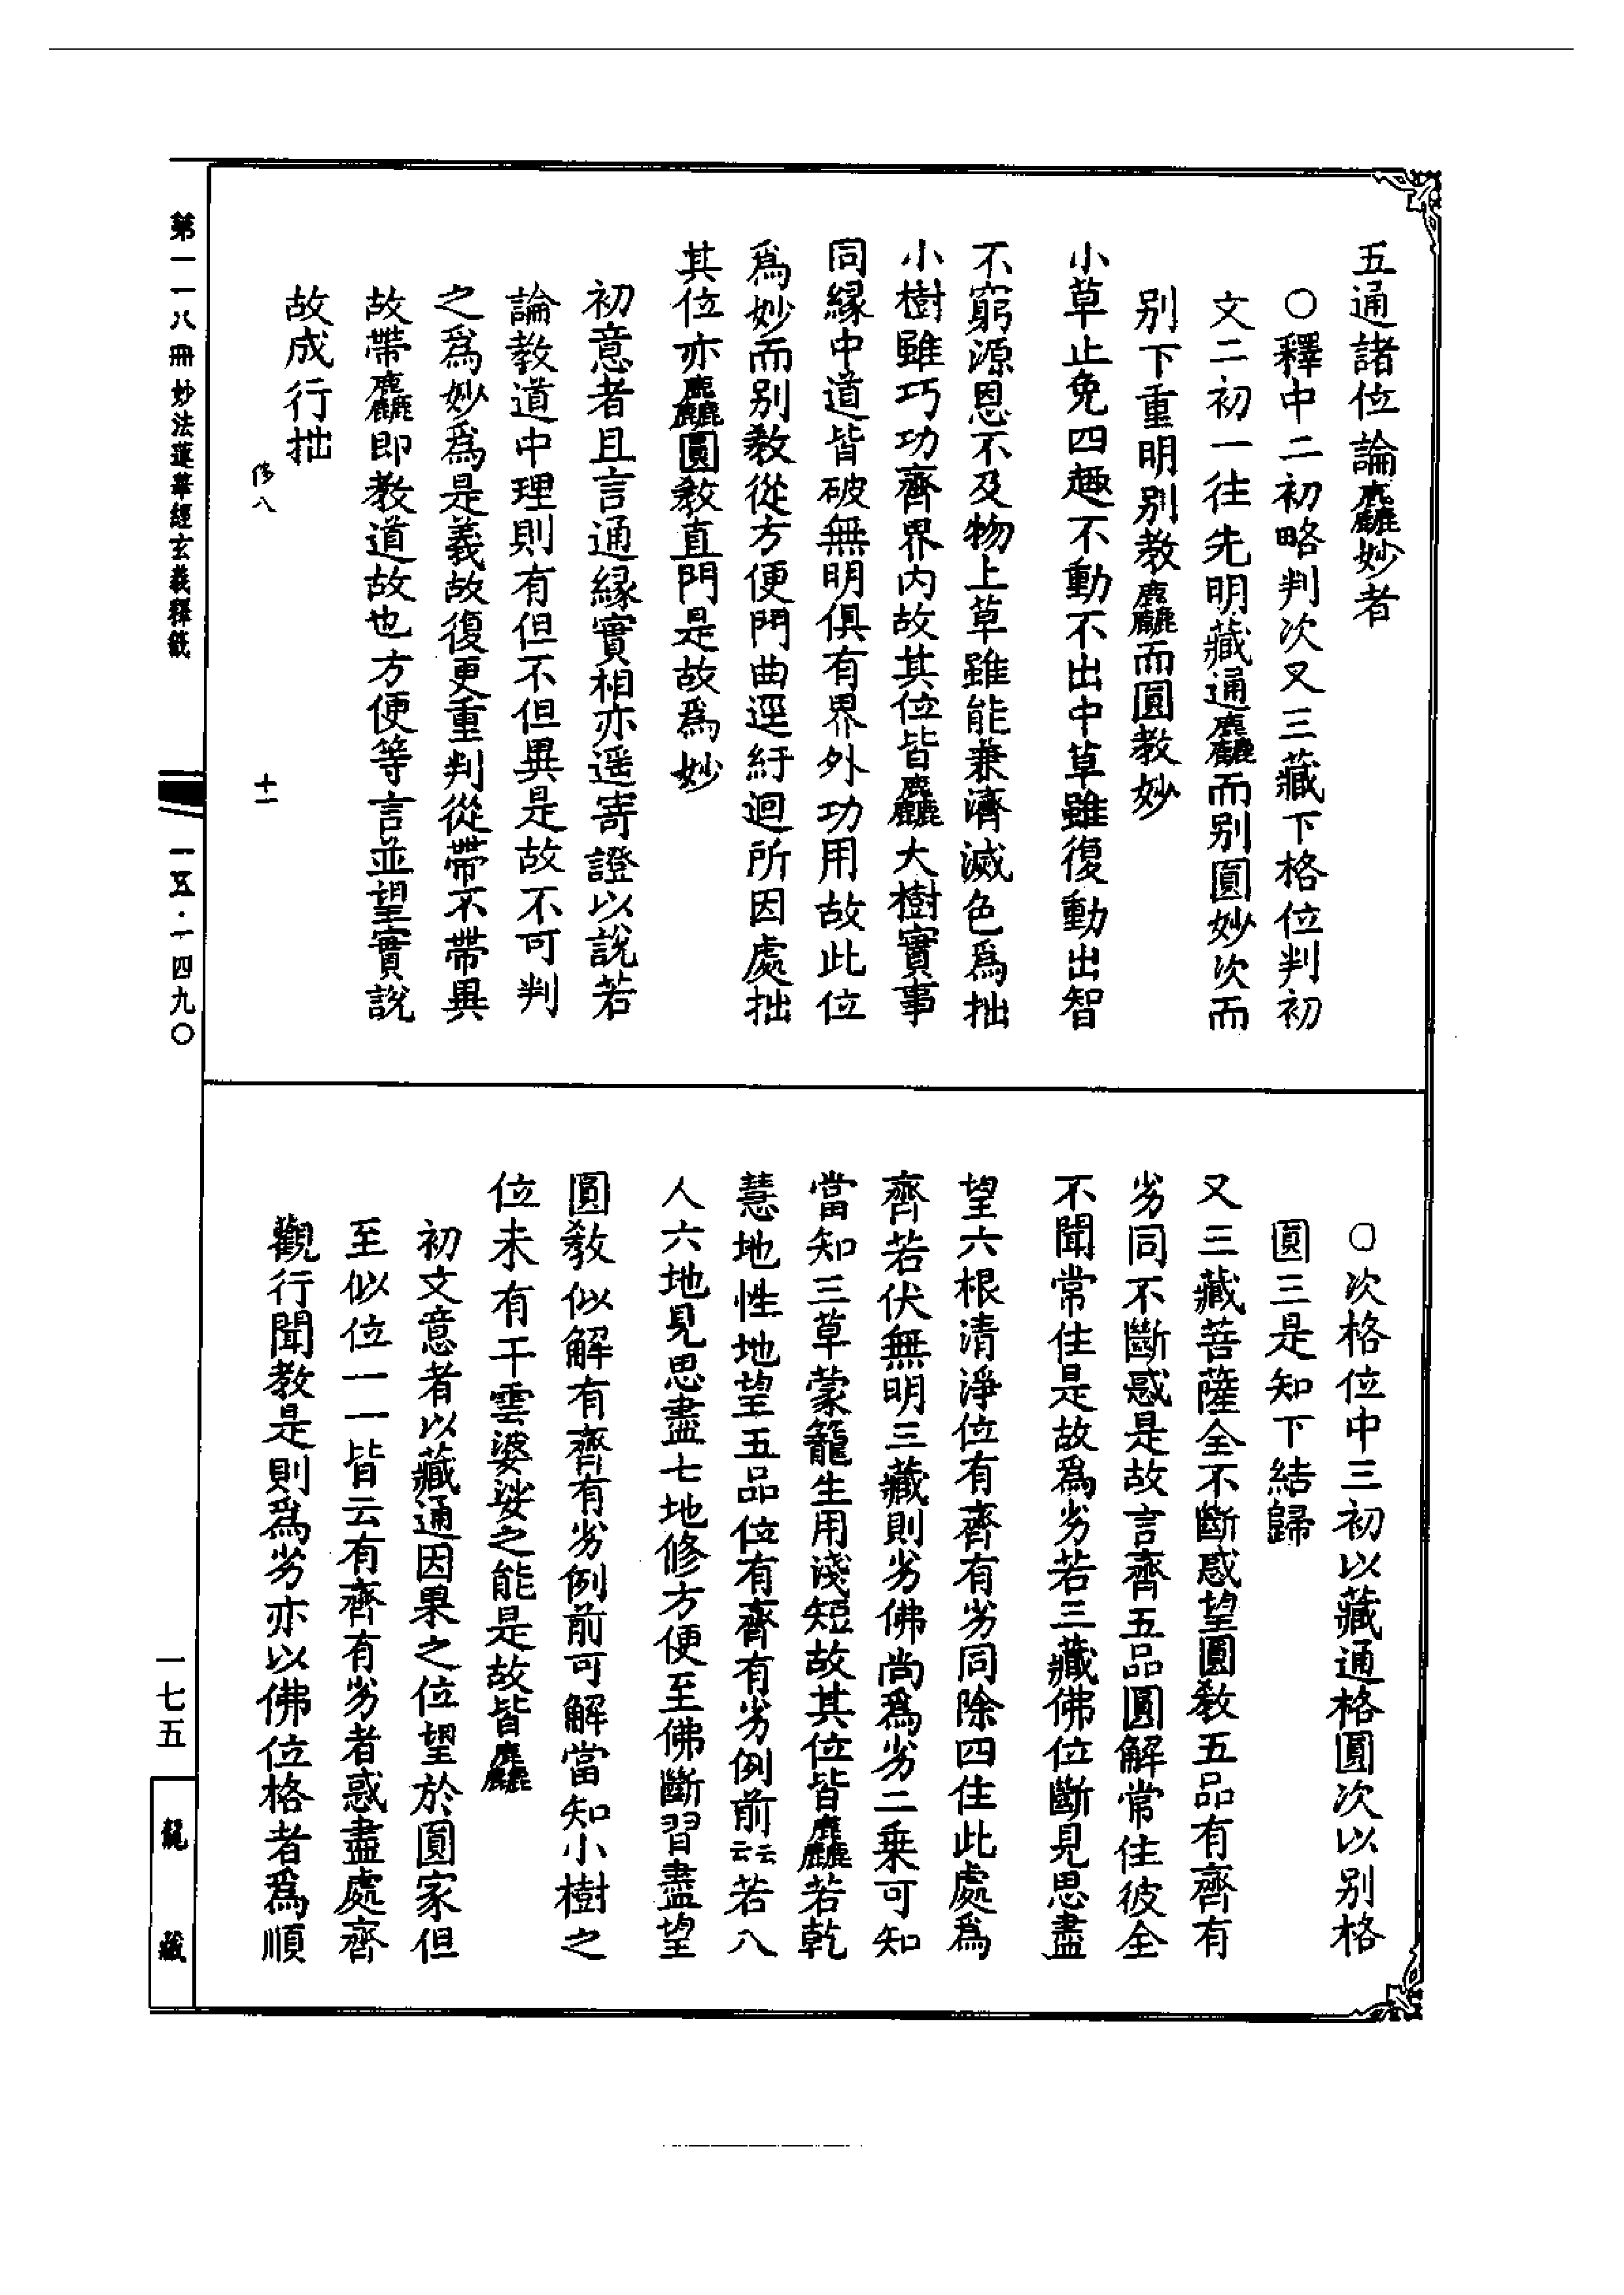 五通諸位論麤妙者
○釋中二初略判次又三藏下格位判初
文二初一往先明藏通麤而别圓妙次而
别下重明别教麤而圓教妙
小草止免四趣不動不出中草雖復動出智
不窮源恩不及物上草雖能兼濟滅色爲拙
小樹雖巧功齊界内故其位皆麤大樹實事
同縁中道皆破無明俱有界外功用故此位
爲妙而别教從方便門曲逕紆迴所因處拙
其位亦麤圓教直門是故爲妙
初意者且言通縁實相亦遥寄證以說若
論教道中理則有但不但異是故不可判
之爲妙爲是義故復更重判從帶不帶異
故帶麤即教道故也方便等言並望實說
故成行拙
俢八 十一
○次格位中三初以藏通格圓次以别格
圓三是知下結歸
又三藏菩薩全不斷惑望圓教五品有齊有
劣同不斷惑是故言齊五品圓解常住彼全
不聞常住是故爲劣若三藏佛位斷見思盡
望六根清淨位有齊有劣同除四住此處爲
齊若伏無明三藏則劣佛尚爲劣二乗可知
當知三草蒙籠生用淺短故其位皆麤若乾
慧地性地望五品位有齊有劣例前云云若八
人六地見思盡七地修方便至佛斷習盡望
圓教似解有齊有劣例前可解當知小樹之
位未有干雲婆娑之能是故皆麤
初文意者以藏通因果之位望於圓家但
至似位一一皆云有齊有劣者惑盡處齊
觀行聞教是則爲劣亦以佛位格者爲順
第一一八冊 妙法蓮華經玄義釋籤
一五·一四九〇
一七五
龍藏